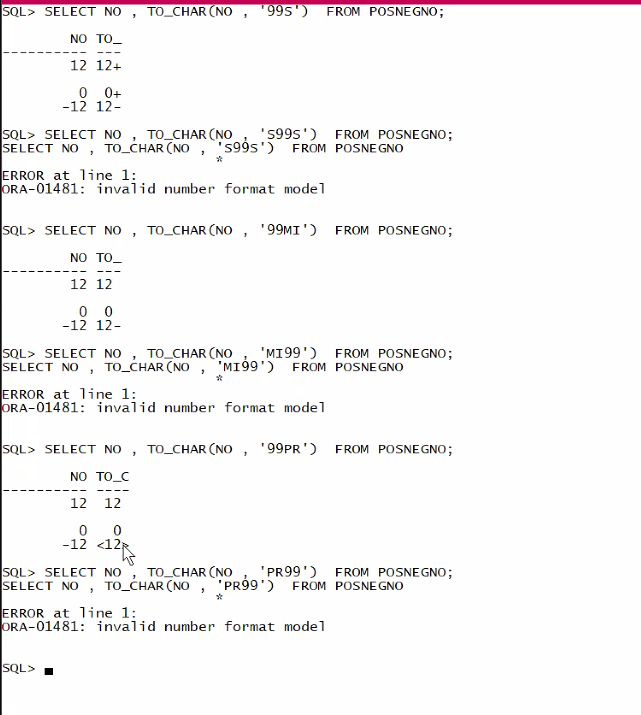 SQL> SELECT NO , TO_CHAR(NO , '99S')  FROM POSNEGNO;
        NO TO_
---------- ---
        12 12+
         0  0+
       -12 12-
SQL> SELECT NO , TO_CHAR(NO , 'S99S')  FROM POSNEGNO;
SELECT NO , TO_CHAR(NO , 'S99S')  FROM POSNEGNO
                         *
ERROR at line 1:
ORA-01481: invalid number format model
SQL> SELECT NO , TO_CHAR(NO , '99MI')  FROM POSNEGNO;
        NO TO_
---------- ---
        12 12
         0  0
       -12 12-
SQL> SELECT NO , TO_CHAR(NO , 'MI99')  FROM POSNEGNO;
SELECT NO , TO_CHAR(NO , 'MI99')  FROM POSNEGNO
                         *
ERROR at line 1:
ORA-01481: invalid number format model
SQL> SELECT NO , TO_CHAR(NO , '99PR')  FROM POSNEGNO;
        NO TO_C
---------- ----
        12  12
         0   0
       -12 <12>
SQL> SELECT NO , TO_CHAR(NO , 'PR99')  FROM POSNEGNO;
SELECT NO , TO_CHAR(NO , 'PR99')  FROM POSNEGNO
                         *
ERROR at line 1:
ORA-01481: invalid number format model
SQL>